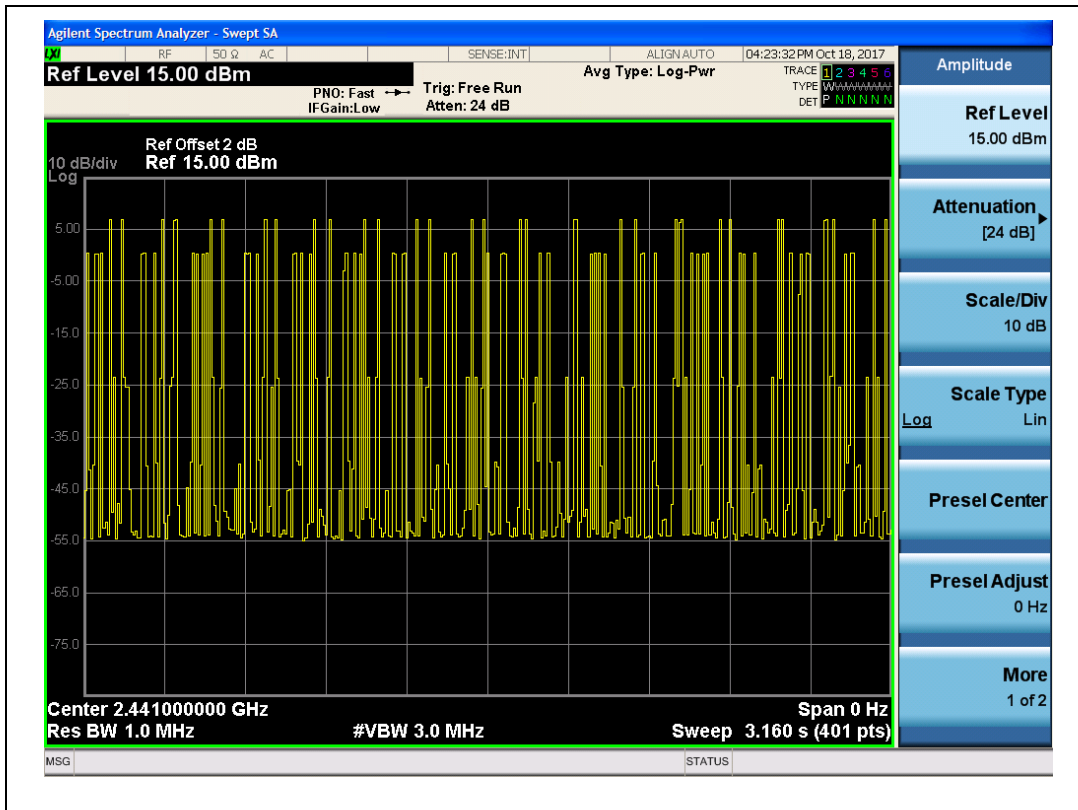 Agilent Spectrum Analyzer - Swept SA
LXI RF 50 Ω AC SENSE:INT ALIGN AUTO 04:23:32 PM Oct 18, 2017
Ref Level 15.00 dBm
PNO: Fast
IFGain:Low
Trig: Free Run
Atten: 24 dB
Avg Type: Log-Pwr
TRACE 1 2 3 4 5 6
TYPE
DET P N N N N N
Ref Offset 2 dB
10 dB/div Ref 15.00 dBm
Log
5.00
-5.00
-15.0
-25.0
-35.0
-45.0
-55.0
-65.0
-75.0
Center 2.441000000 GHz Span 0 Hz
Res BW 1.0 MHz #VBW 3.0 MHz Sweep 3.160 s (401 pts)
MSG STATUS
Amplitude
Ref Level
15.00 dBm
Attenuation
[24 dB]
Scale/Div
10 dB
Scale Type
Log Lin
Presel Center
Presel Adjust
0 Hz
More
1 of 2